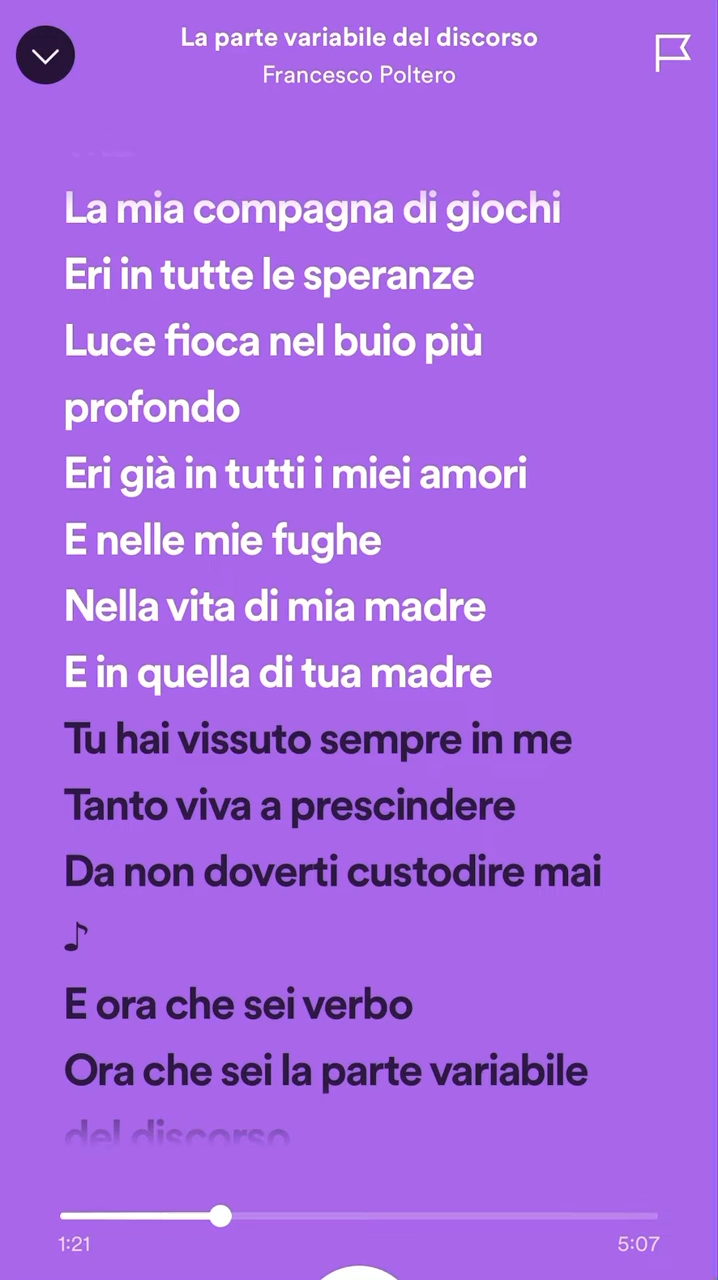 La parte variabile del discorso
Francesco Poltero
La mia compagna di giochi
Eri in tutte le speranze
Luce fioca nel buio più
profondo
Eri già in tutti i miei amori
E nelle mie fughe
Nella vita di mia madre
E in quella di tua madre
Tu hai vissuto sempre in me
Tanto viva a prescindere
Da non doverti custodire mai
♪
E ora che sei verbo
Ora che sei la parte variabile
del discorso
1:21
5:07